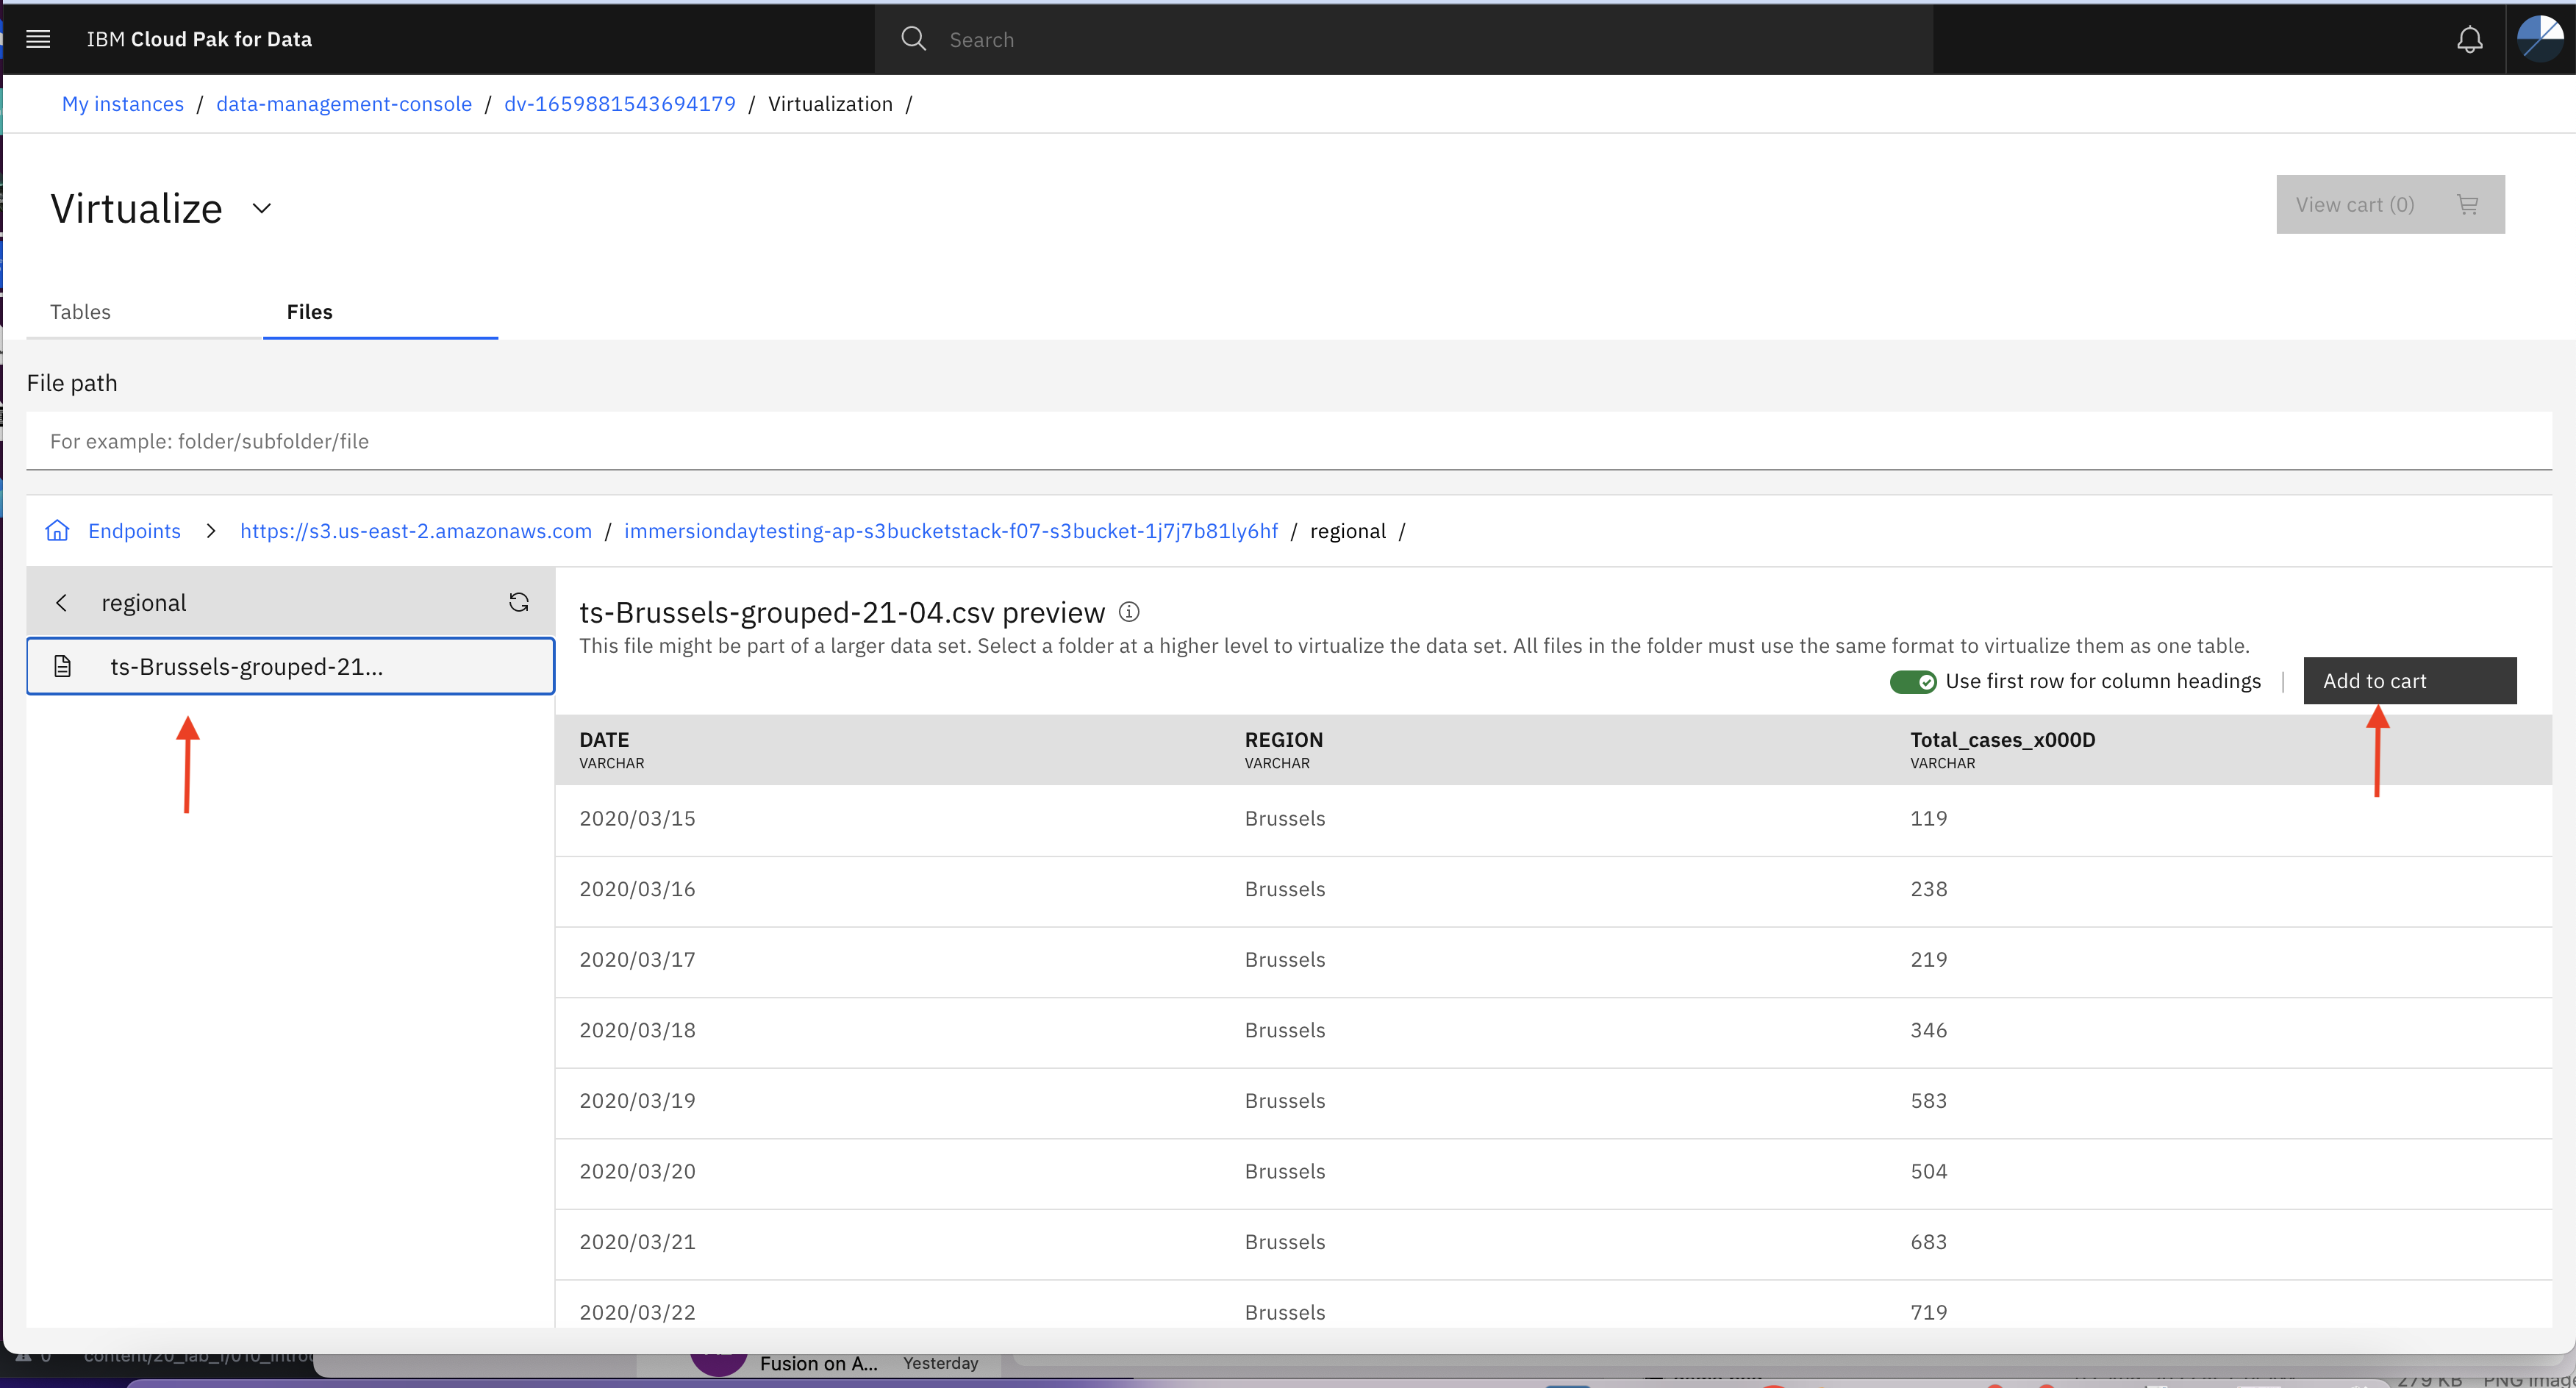 IBM Cloud Pak for Data
Search
My instances / data-management-console / dv-1659881543694179 / Virtualization /
Virtualize
View cart (0)
Tables
Files
File path
For example: folder/subfolder/file
Endpoints > https://s3.us-east-2.amazonaws.com / immersiondaytesting-ap-s3bucketstack-f07-s3bucket-1j7j7b81ly6hf / regional /
regional
ts-Brussels-grouped-21...
ts-Brussels-grouped-21-04.csv preview
This file might be part of a larger data set. Select a folder at a higher level to virtualize the data set. All files in the folder must use the same format to virtualize them as one table.
Use first row for column headings | Add to cart
DATE REGION Total_cases_x000D
VARCHAR VARCHAR VARCHAR
2020/03/15 Brussels 119
2020/03/16 Brussels 238
2020/03/17 Brussels 219
2020/03/18 Brussels 346
2020/03/19 Brussels 583
2020/03/20 Brussels 504
2020/03/21 Brussels 683
2020/03/22 Brussels 719
Fusion on A... Yesterday
279 KB PNG imag